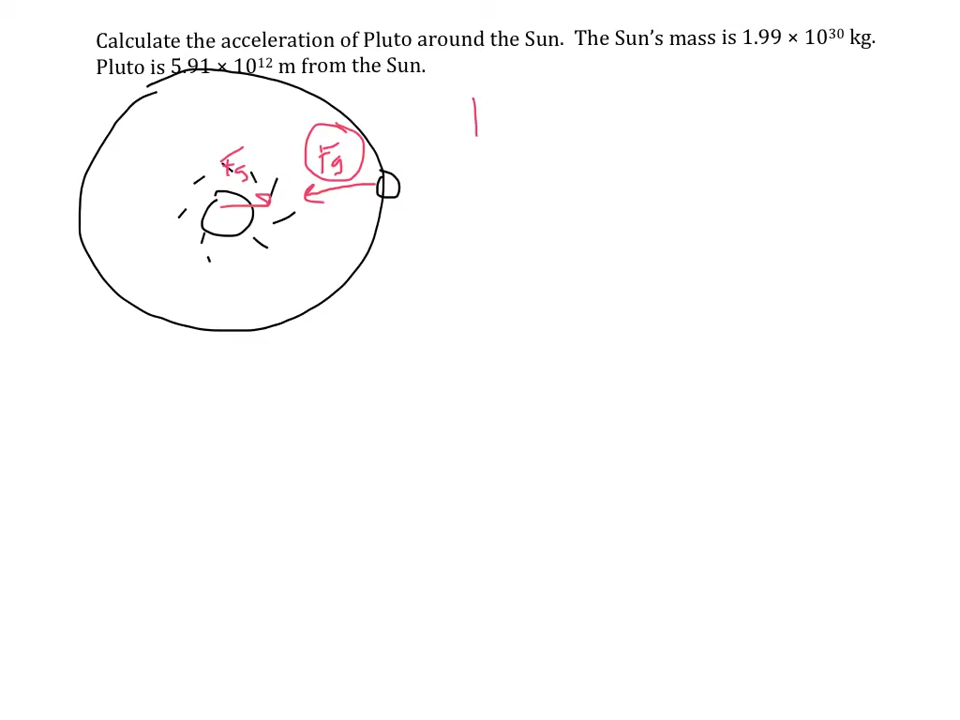 Calculate the acceleration of Pluto around the Sun. The Sun's mass is 1.99 × 10³⁰ kg.
Pluto is 5.91 × 10¹² m from the Sun.
Fg
Fg